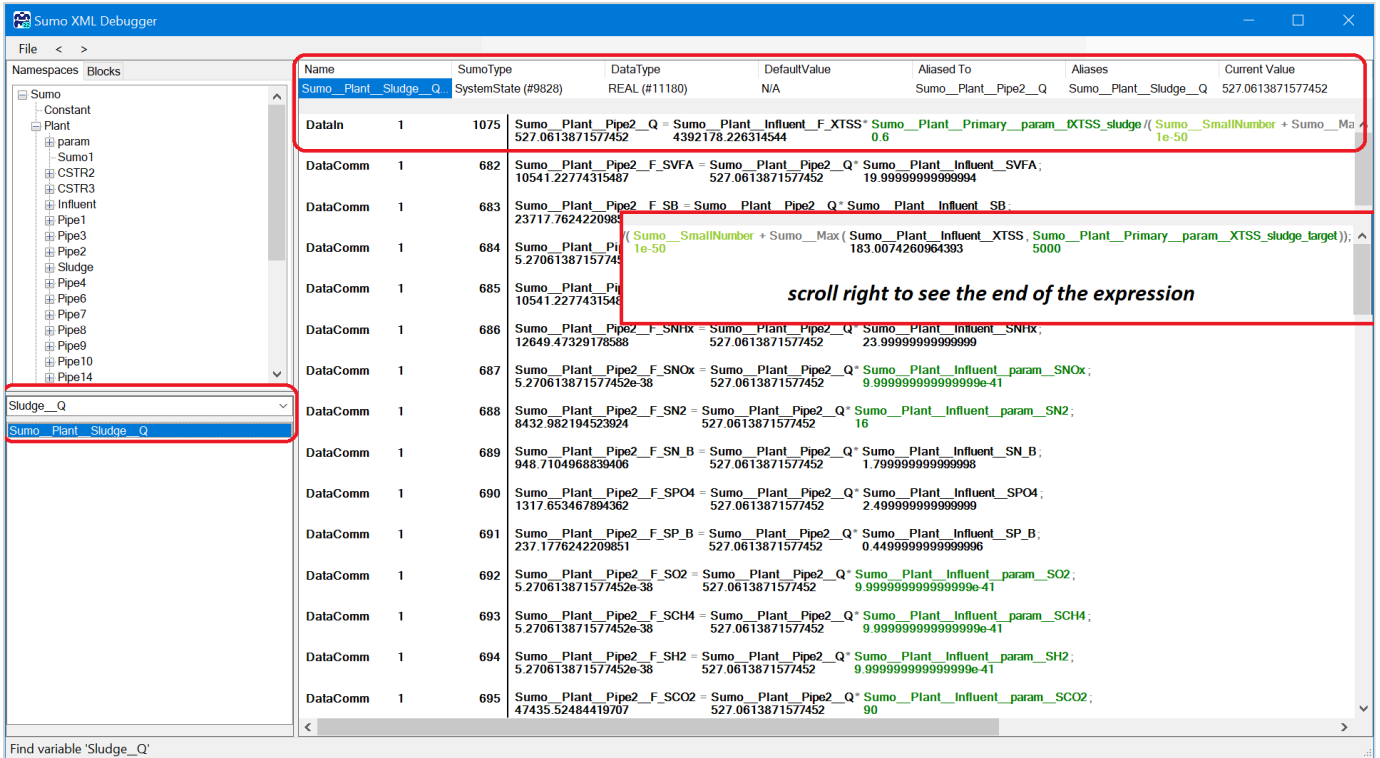 Sumo XML Debugger
File < >
Namespaces Blocks
Sumo
Constant
Plant
param
Sumo1
CSTR2
CSTR3
Influent
Pipe1
Pipe3
Pipe2
Sludge
Pipe4
Pipe6
Pipe7
Pipe8
Pipe9
Pipe10
Pipe14
Sludge__Q
Sumo__Plant__Sludge__Q
Name SumoType DataType DefaultValue Aliased To Aliases Current Value
Sumo__Plant__Sludge__Q... SystemState (#9828) REAL (#11180) N/A Sumo__Plant__Pipe2__Q Sumo__Plant__Sludge__Q 527.0613871577452
DataIn 1 1075 Sumo__Plant__Pipe2__Q = Sumo__Plant__Influent__F_XTSS* Sumo__Plant__Primary__param__fXTSS_sludge /( Sumo__SmallNumber + Sumo__Ma
527.0613871577452 4392178.226314544 0.6 1e-50
DataComm 1 682 Sumo__Plant__Pipe2__F_SVFA = Sumo__Plant__Pipe2__Q* Sumo__Plant__Influent__SVFA;
10541.22774315487 527.0613871577452 19.99999999999994
DataComm 1 683 Sumo__Plant__Pipe2__F_SB = Sumo__Plant__Pipe2__Q* Sumo__Plant__Influent__SB;
23717.7624220985
/( Sumo__SmallNumber + Sumo__Max( Sumo__Plant__Influent__XTSS, Sumo__Plant__Primary__param__XTSS_sludge_target));
1e-50 183.0074260964393 5000
scroll right to see the end of the expression
DataComm 1 684 Sumo__Plant__Pi
5.27061387157745
DataComm 1 685 Sumo__Plant__Pi
10541.2277431548
DataComm 1 686 Sumo__Plant__Pipe2__F_SNHx = Sumo__Plant__Pipe2__Q* Sumo__Plant__Influent__SNHx;
12649.47329178588 527.0613871577452 23.99999999999999
DataComm 1 687 Sumo__Plant__Pipe2__F_SNOx = Sumo__Plant__Pipe2__Q* Sumo__Plant__Influent__param__SNOx;
5.270613871577452e-38 527.0613871577452 9.999999999999999e-41
DataComm 1 688 Sumo__Plant__Pipe2__F_SN2 = Sumo__Plant__Pipe2__Q* Sumo__Plant__Influent__param__SN2;
8432.982194523924 527.0613871577452 16
DataComm 1 689 Sumo__Plant__Pipe2__F_SN_B = Sumo__Plant__Pipe2__Q* Sumo__Plant__Influent__SN_B;
948.7104968839406 527.0613871577452 1.799999999999998
DataComm 1 690 Sumo__Plant__Pipe2__F_SPO4 = Sumo__Plant__Pipe2__Q* Sumo__Plant__Influent__SPO4;
1317.653467894362 527.0613871577452 2.499999999999999
DataComm 1 691 Sumo__Plant__Pipe2__F_SP_B = Sumo__Plant__Pipe2__Q* Sumo__Plant__Influent__SP_B;
237.1776242209851 527.0613871577452 0.4499999999999996
DataComm 1 692 Sumo__Plant__Pipe2__F_SO2 = Sumo__Plant__Pipe2__Q* Sumo__Plant__Influent__param__SO2;
5.270613871577452e-38 527.0613871577452 9.999999999999999e-41
DataComm 1 693 Sumo__Plant__Pipe2__F_SCH4 = Sumo__Plant__Pipe2__Q* Sumo__Plant__Influent__param__SCH4;
5.270613871577452e-38 527.0613871577452 9.999999999999999e-41
DataComm 1 694 Sumo__Plant__Pipe2__F_SH2 = Sumo__Plant__Pipe2__Q* Sumo__Plant__Influent__param__SH2;
5.270613871577452e-38 527.0613871577452 9.999999999999999e-41
DataComm 1 695 Sumo__Plant__Pipe2__F_SCO2 = Sumo__Plant__Pipe2__Q* Sumo__Plant__Influent__param__SCO2;
47435.52484419707 527.0613871577452 90
Find variable 'Sludge__Q'